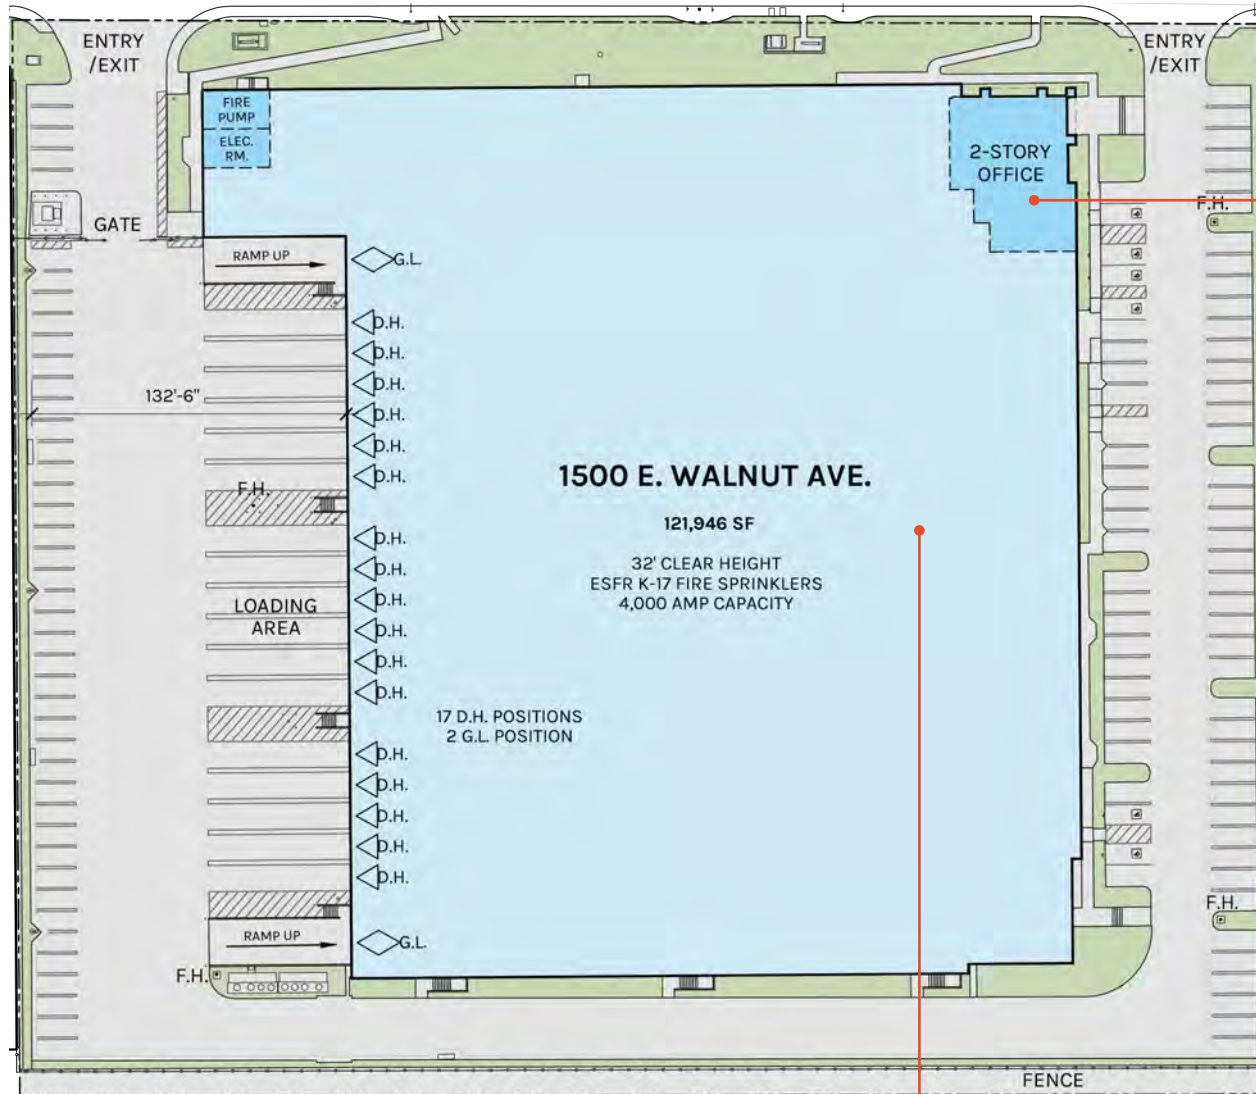 ENTRY
/EXIT
ENTRY
/EXIT
FIRE
PUMP
ELEC.
RM.
2-STORY
OFFICE
F.H.
GATE
RAMP UP
G.L.
D.H.
D.H.
D.H.
132'-6"
D.H.
D.H.
D.H.
1500 E. WALNUT AVE.
F.H.
121,946 SF
D.H.
32' CLEAR HEIGHT
D.H.
ESFR K-17 FIRE SPRINKLERS
D.H.
4,000 AMP CAPACITY
LOADING
AREA
D.H.
D.H.
D.H.
17 D.H. POSITIONS
2 G.L. POSITION
D.H.
D.H.
D.H.
D.H.
D.H.
F.H.
RAMP UP
G.L.
F.H.
FENCE